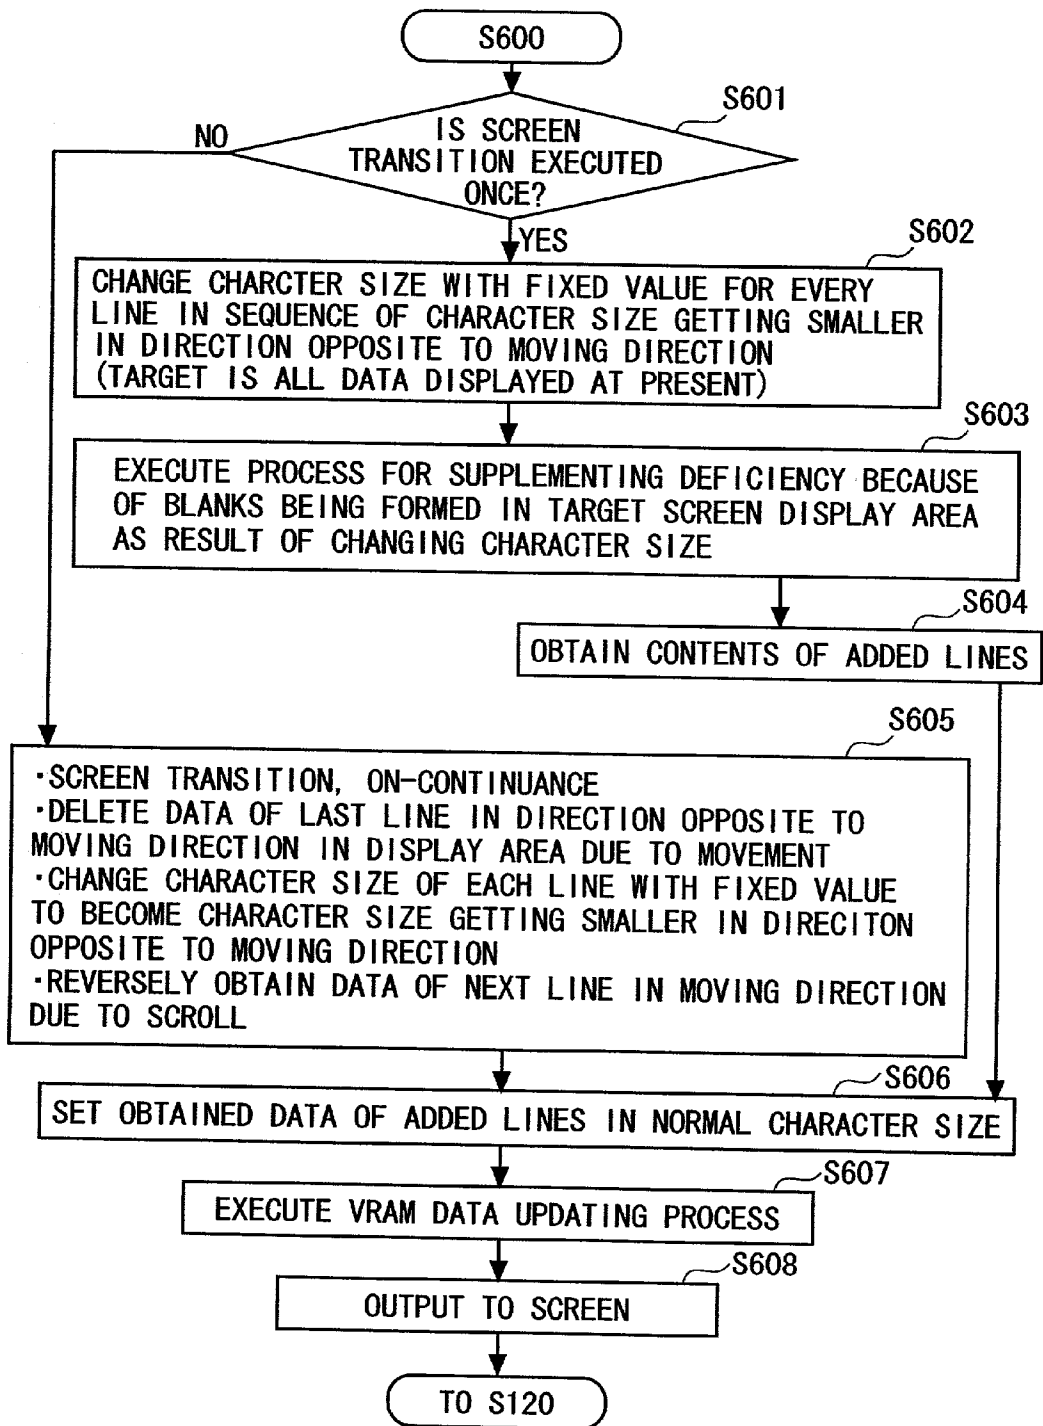 S600
S601
NO
IS SCREEN
TRANSITION EXECUTED
ONCE?
YES
S602
CHANGE CHARCTER SIZE WITH FIXED VALUE FOR EVERY
LINE IN SEQUENCE OF CHARACTER SIZE GETTING SMALLER
IN DIRECTION OPPOSITE TO MOVING DIRECTION
(TARGET IS ALL DATA DISPLAYED AT PRESENT)
S603
EXECUTE PROCESS FOR SUPPLEMENTING DEFICIENCY BECAUSE
OF BLANKS BEING FORMED IN TARGET SCREEN DISPLAY AREA
AS RESULT OF CHANGING CHARACTER SIZE
S604
OBTAIN CONTENTS OF ADDED LINES
S605
·SCREEN TRANSITION, ON-CONTINUANCE
·DELETE DATA OF LAST LINE IN DIRECTION OPPOSITE TO
MOVING DIRECTION IN DISPLAY AREA DUE TO MOVEMENT
·CHANGE CHARACTER SIZE OF EACH LINE WITH FIXED VALUE
TO BECOME CHARACTER SIZE GETTING SMALLER IN DIRECITON
OPPOSITE TO MOVING DIRECTION
·REVERSELY OBTAIN DATA OF NEXT LINE IN MOVING DIRECTION
DUE TO SCROLL
S606
SET OBTAINED DATA OF ADDED LINES IN NORMAL CHARACTER SIZE
S607
EXECUTE VRAM DATA UPDATING PROCESS
S608
OUTPUT TO SCREEN
TO S120